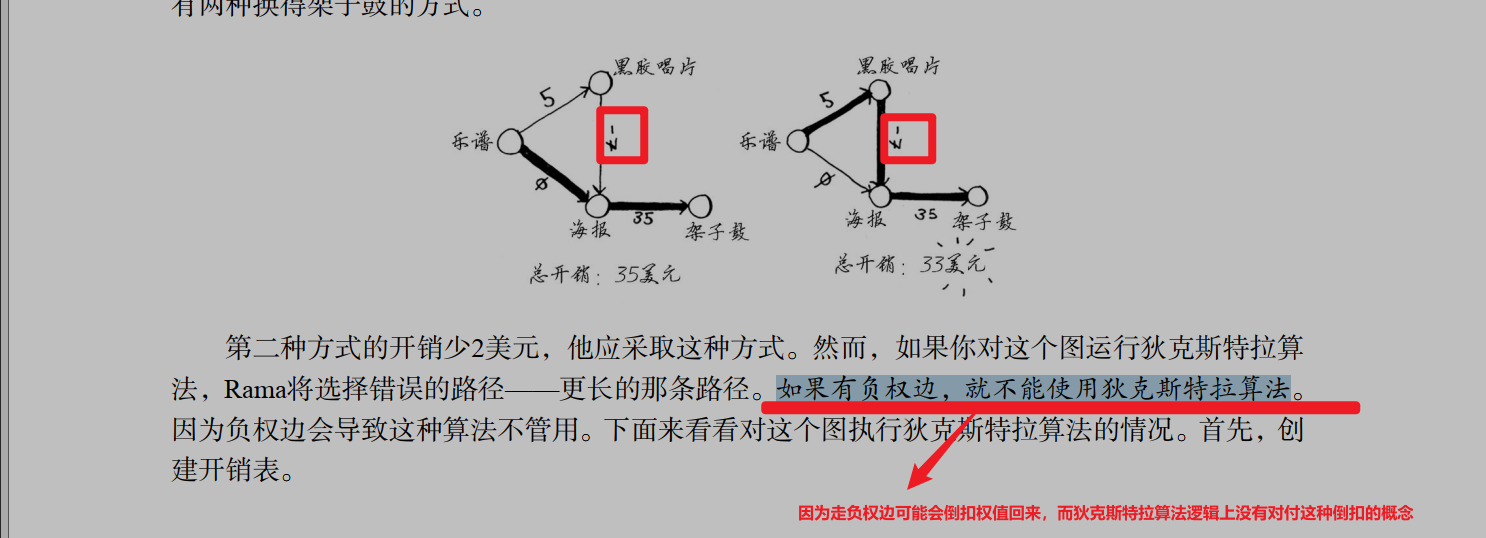 有两种换得架子鼓的方式。
黑胶唱片
黑胶唱片
5
5
乐谱
乐谱
0
0
35
35
海报
架子鼓
海报
架子鼓
总开销：35美元
总开销：33美元
第二种方式的开销少2美元，他应采取这种方式。然而，如果你对这个图运行狄克斯特拉算
法，Rama将选择错误的路径——更长的那条路径。如果有负权边，就不能使用狄克斯特拉算法。
因为负权边会导致这种算法不管用。下面来看看对这个图执行狄克斯特拉算法的情况。首先，创
建开销表。
因为走负权边可能会倒扣权值回来，而狄克斯特拉算法逻辑上没有对付这种倒扣的概念